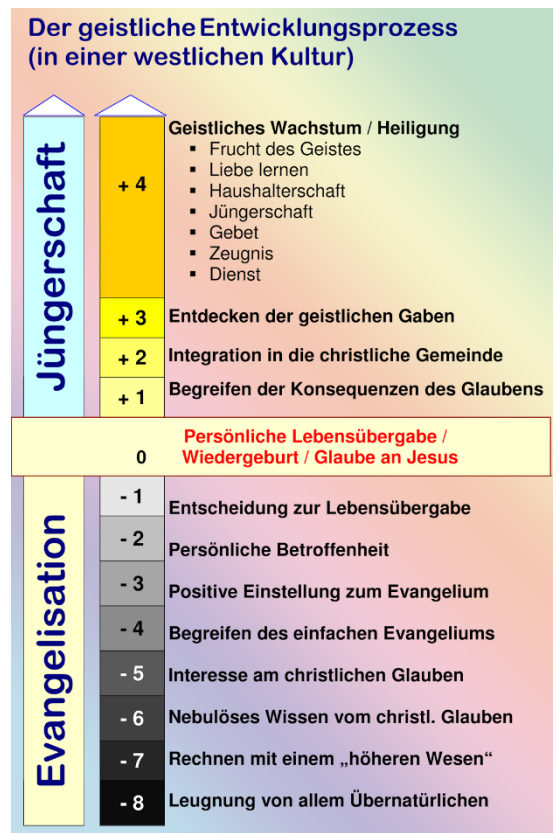 Der geistliche Entwicklungsprozess
(in einer westlichen Kultur)
Jüngerschaft
+ 4
Geistliches Wachstum / Heiligung
▪ Frucht des Geistes
▪ Liebe lernen
▪ Haushalterschaft
▪ Jüngerschaft
▪ Gebet
▪ Zeugnis
▪ Dienst
+ 3 Entdecken der geistlichen Gaben
+ 2 Integration in die christliche Gemeinde
+ 1 Begreifen der Konsequenzen des Glaubens
Persönliche Lebensübergabe /
0 Wiedergeburt / Glaube an Jesus
Evangelisation
- 1 Entscheidung zur Lebensübergabe
- 2 Persönliche Betroffenheit
- 3 Positive Einstellung zum Evangelium
- 4 Begreifen des einfachen Evangeliums
- 5 Interesse am christlichen Glauben
- 6 Nebulöses Wissen vom christl. Glauben
- 7 Rechnen mit einem „höheren Wesen“
- 8 Leugnung von allem Übernatürlichen